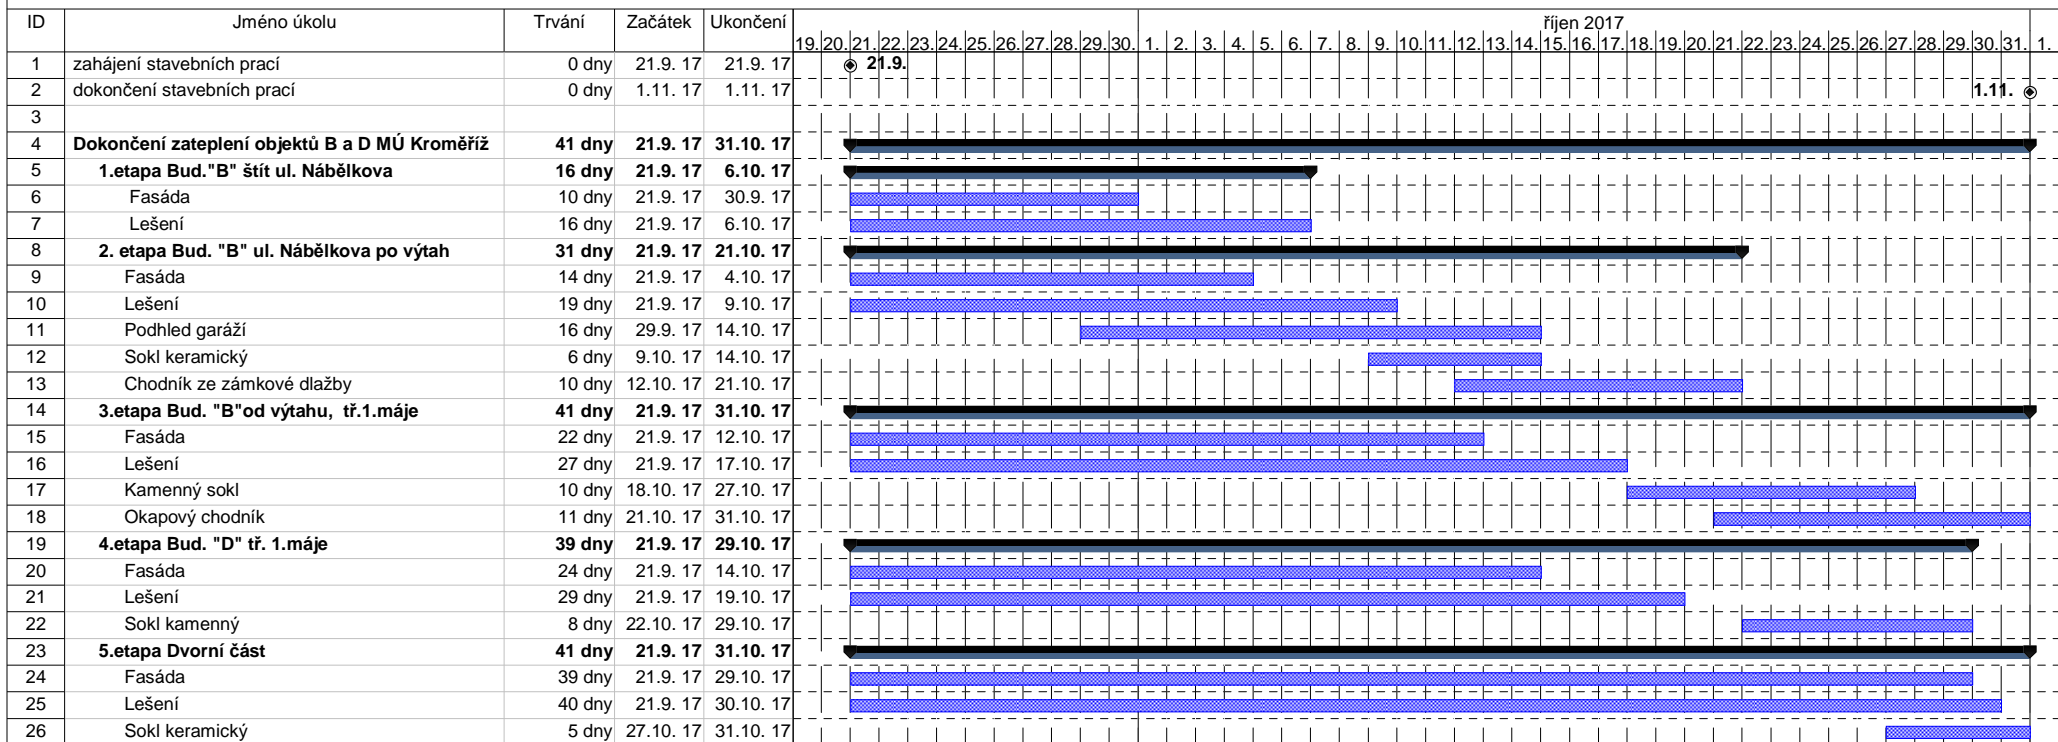 ID Jméno úkolu Trvání Začátek Ukončení říjen 2017
19. 20. 21. 22. 23. 24. 25. 26. 27. 28. 29. 30. 1. 2. 3. 4. 5. 6. 7. 8. 9. 10. 11. 12. 13. 14. 15. 16. 17. 18. 19. 20. 21. 22. 23. 24. 25. 26. 27. 28. 29. 30. 31. 1.
1 zahájení stavebních prací 0 dny 21.9. 17 21.9. 17 21.9.
2 dokončení stavebních prací 0 dny 1.11. 17 1.11. 17 1.11.
3
4 Dokončení zateplení objektů B a D MÚ Kroměříž 41 dny 21.9. 17 31.10. 17
5 1.etapa Bud."B" štít ul. Nábělkova 16 dny 21.9. 17 6.10. 17
6 Fasáda 10 dny 21.9. 17 30.9. 17
7 Lešení 16 dny 21.9. 17 6.10. 17
8 2. etapa Bud. "B" ul. Nábělkova po výtah 31 dny 21.9. 17 21.10. 17
9 Fasáda 14 dny 21.9. 17 4.10. 17
10 Lešení 19 dny 21.9. 17 9.10. 17
11 Podhled garáží 16 dny 29.9. 17 14.10. 17
12 Sokl keramický 6 dny 9.10. 17 14.10. 17
13 Chodník ze zámkové dlažby 10 dny 12.10. 17 21.10. 17
14 3.etapa Bud. "B"od výtahu, tř.1.máje 41 dny 21.9. 17 31.10. 17
15 Fasáda 22 dny 21.9. 17 12.10. 17
16 Lešení 27 dny 21.9. 17 17.10. 17
17 Kamenný sokl 10 dny 18.10. 17 27.10. 17
18 Okapový chodník 11 dny 21.10. 17 31.10. 17
19 4.etapa Bud. "D" tř. 1.máje 39 dny 21.9. 17 29.10. 17
20 Fasáda 24 dny 21.9. 17 14.10. 17
21 Lešení 29 dny 21.9. 17 19.10. 17
22 Sokl kamenný 8 dny 22.10. 17 29.10. 17
23 5.etapa Dvorní část 41 dny 21.9. 17 31.10. 17
24 Fasáda 39 dny 21.9. 17 29.10. 17
25 Lešení 40 dny 21.9. 17 30.10. 17
26 Sokl keramický 5 dny 27.10. 17 31.10. 17